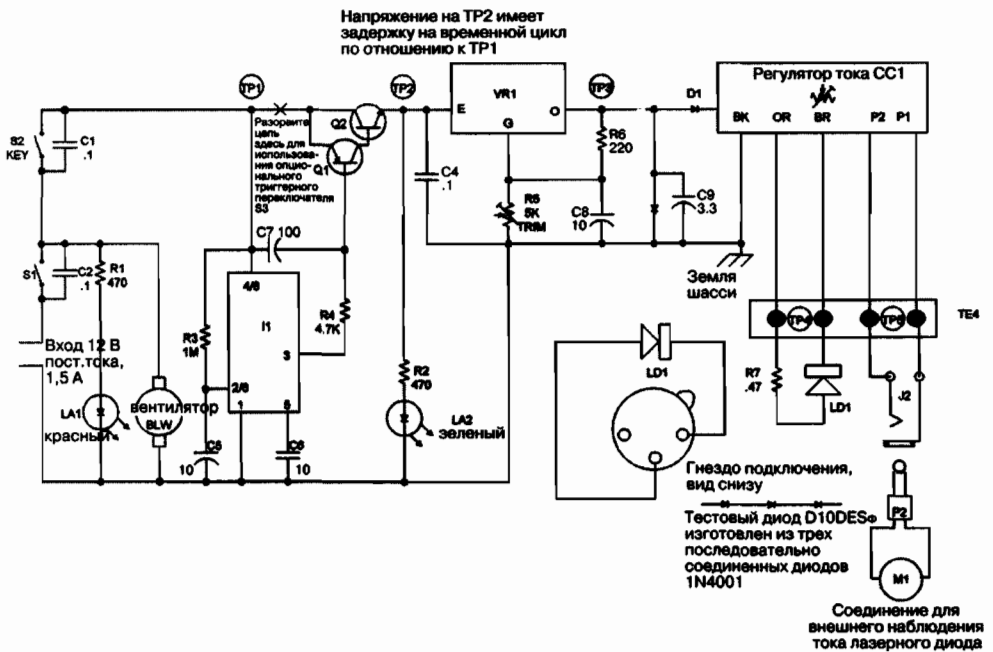 Напряжение на TP2 имеет
задержку на временной цикл
по отношению к TP1
TP1
TP2
TP3
Регулятор тока CC1
BK
OR
BR
P2
P1
E
VR1
O
G
D1
S2
KEY
C1
.1
Разорвите
цепь
здесь для
использова-
ния опцио-
нального
триггерного
переключателя
S3
Q2
Q1
C4
.1
R6
220
R5
5K
TRIM
C8
10
C9
3.3
C7 100
Земля
шасси
S1
C2
.1
R1
470
4/8
I1
R3
1M
R4
4.7K
3
2/6
1
5
R2
470
Вход 12 В
пост.тока,
1,5 А
LA1
красный
вентилятор
BLW
C5
10
C6
10
LA2
зеленый
TP4
TP5
TE4
LD1
R7
.47
LD1
J2
Гнездо подключения,
вид снизу
Тестовый диод D10DESф
изготовлен из трех
последовательно
соединенных диодов
1N4001
P2
M1
Соединение для
внешнего наблюдения
тока лазерного диода